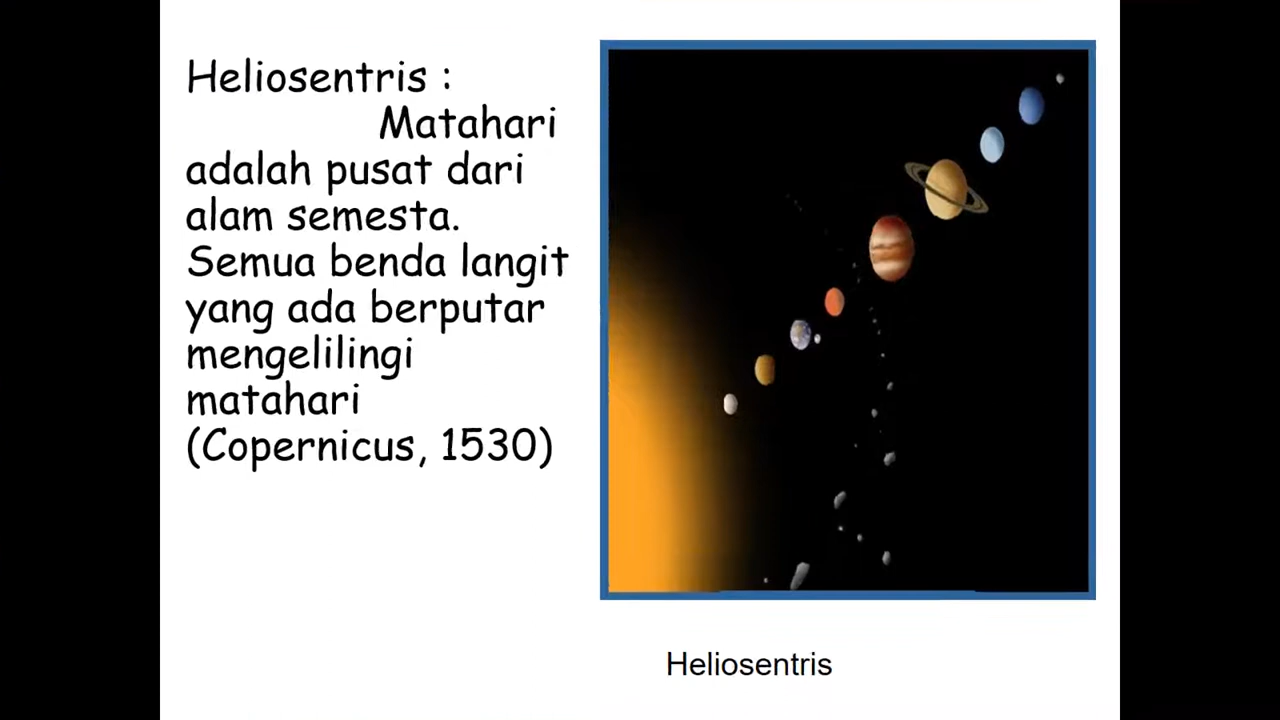 Heliosentris :
Matahari
adalah pusat dari
alam semesta.
Semua benda langit
yang ada berputar
mengelilingi
matahari
(Copernicus, 1530)
Heliosentris